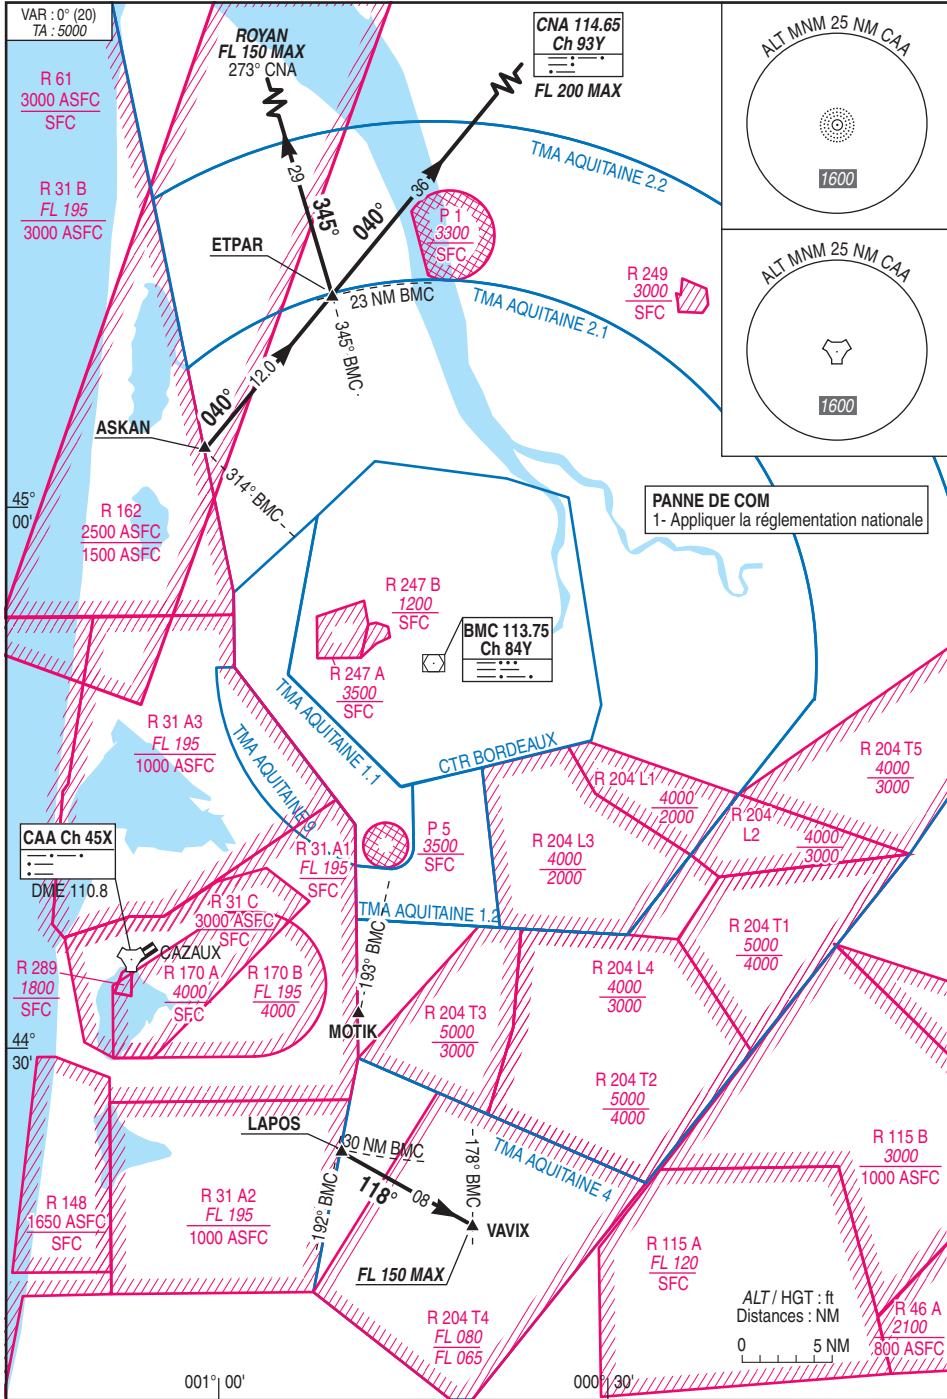 VAR : 0° (20)
TA : 5000
ROYAN
FL 150 MAX
273° CNA
CNA 114.65
Ch 93Y
FL 200 MAX
ALT MNM 25 NM CAA
1600
ALT MNM 25 NM CAA
1600
R 61
3000 ASFC
SFC
R 31 B
FL 195
3000 ASFC
TMA AQUITAINE 2.2
29
345°
040°
36
P 1
3300
SFC
ETPAR
23 NM BMC
345° BMC
TMA AQUITAINE 2.1
R 249
3000
SFC
040°
12.0
ASKAN
314° BMC
45°
00'
R 162
2500 ASFC
1500 ASFC
PANNE DE COM
1- Appliquer la réglementation nationale
R 247 B
1200
SFC
BMC 113.75
Ch 84Y
R 247 A
3500
SFC
TMA AQUITAINE 1.1
TMA AQUITAINE 9
CTR BORDEAUX
R 31 A3
FL 195
1000 ASFC
R 204 T5
4000
3000
R 204 L1
4000
2000
R 204
L2
4000
3000
CAA Ch 45X
DME 110.8
P 5
3500
SFC
R 204 L3
4000
2000
R 31 A1
FL 195
SFC
R 31 C
3000 ASFC
SFC
TMA AQUITAINE 1.2
R 204 T1
5000
4000
CAZAUX
R 289
1800
SFC
R 170 A
4000
SFC
R 170 B
FL 195
4000
193° BMC
R 204 L4
4000
3000
MOTIK
R 204 T3
5000
3000
44°
30'
R 204 T2
5000
4000
LAPOS
30 NM BMC
178° BMC
TMA AQUITAINE 4
R 115 B
3000
1000 ASFC
118°
08
192° BMC
R 148
1650 ASFC
SFC
R 31 A2
FL 195
1000 ASFC
VAVIX
FL 150 MAX
R 115 A
FL 120
SFC
R 204 T4
FL 080
FL 065
ALT / HGT : ft
Distances : NM
0 5 NM
R 46 A
2100
800 ASFC
001° 00'
000° 30'